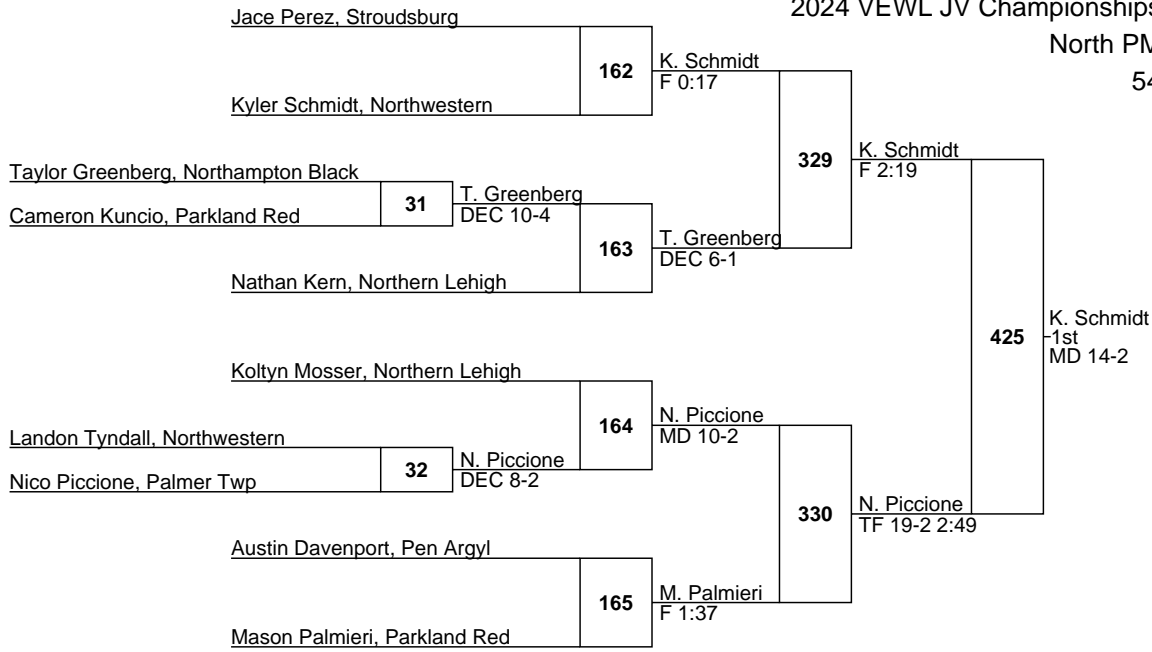 2024 VEWL JV Championships
North PM
54
Jace Perez, Stroudsburg
162
K. Schmidt
F 0:17
Kyler Schmidt, Northwestern
329
K. Schmidt
F 2:19
Taylor Greenberg, Northampton Black
31
T. Greenberg
DEC 10-4
Cameron Kuncio, Parkland Red
163
T. Greenberg
DEC 6-1
Nathan Kern, Northern Lehigh
425
K. Schmidt
1st
MD 14-2
Koltyn Mosser, Northern Lehigh
164
N. Piccione
MD 10-2
Landon Tyndall, Northwestern
32
N. Piccione
DEC 8-2
Nico Piccione, Palmer Twp
330
N. Piccione
TF 19-2 2:49
Austin Davenport, Pen Argyl
165
M. Palmieri
F 1:37
Mason Palmieri, Parkland Red